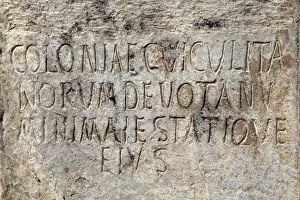 COLONIAE CVICVLITA
NORVM DEVOTA NV
MINI MAIESTATIQVE
EIVS